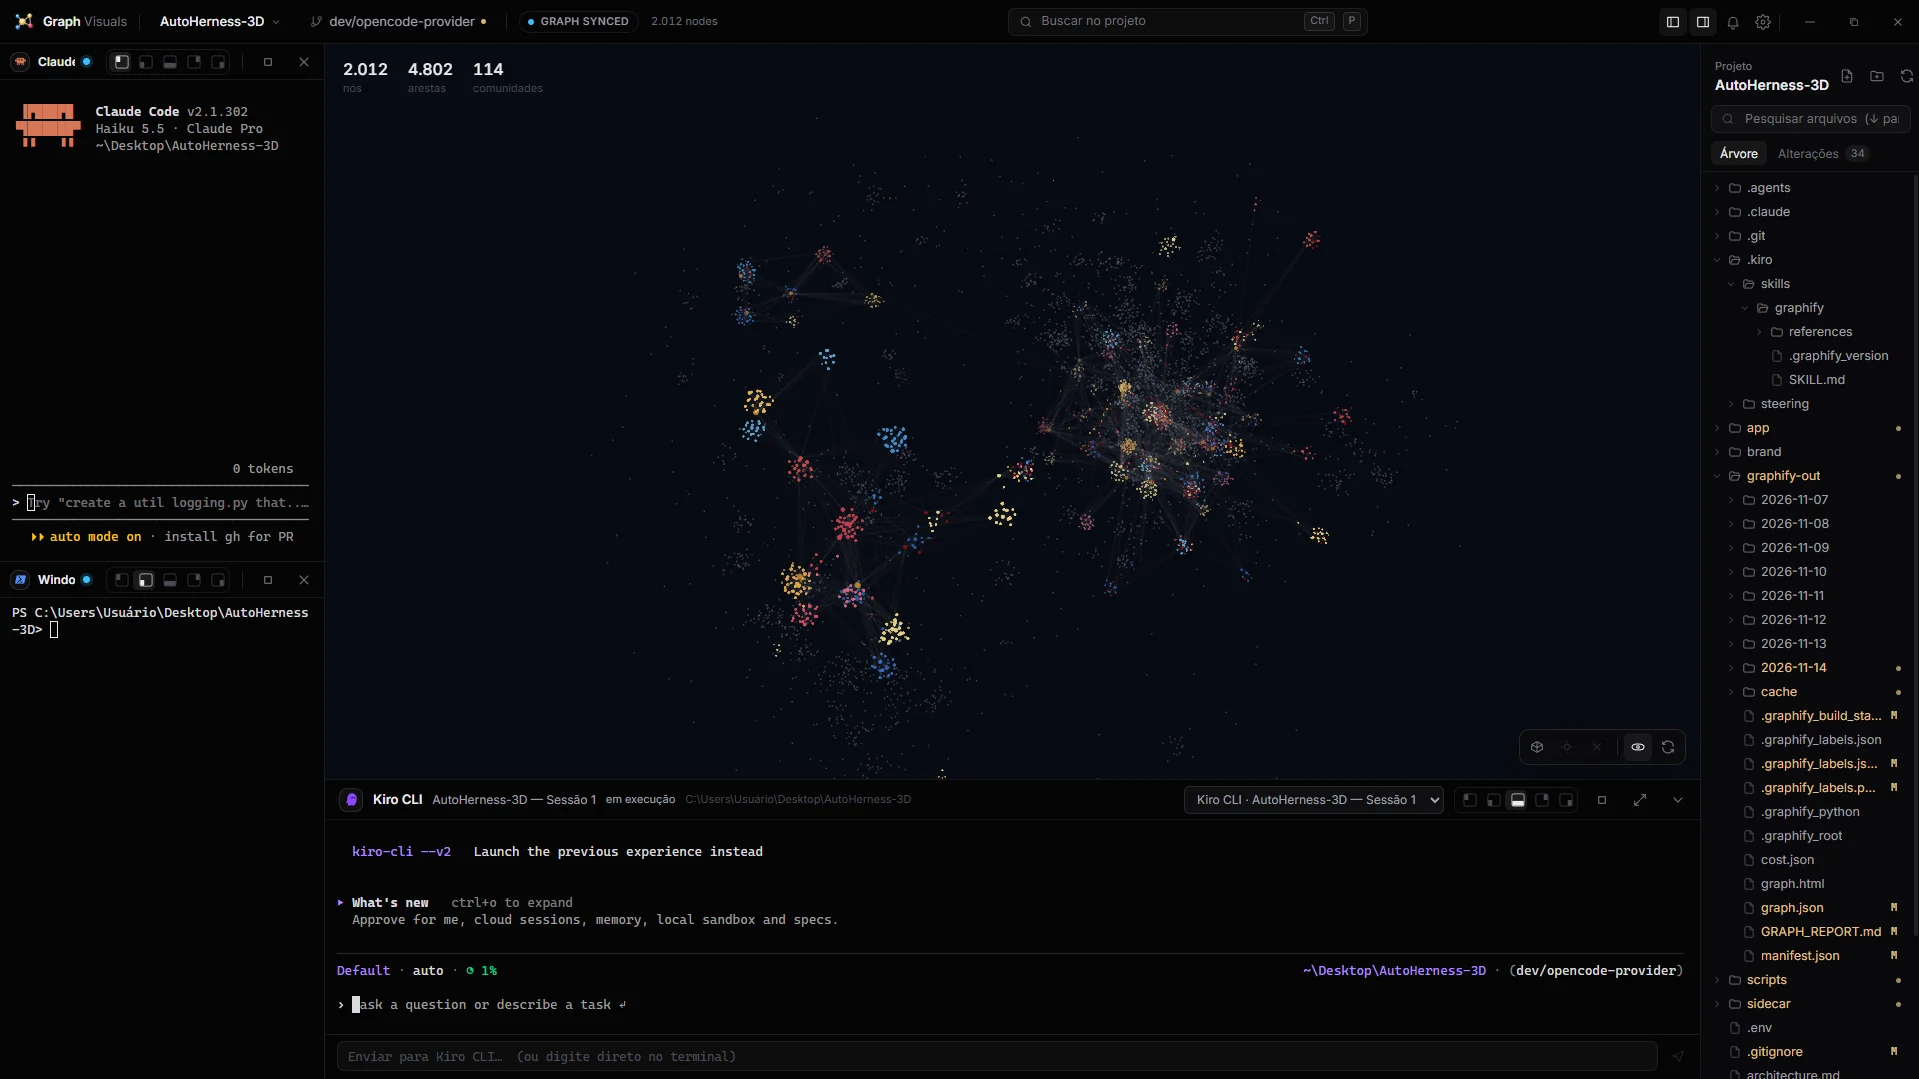 Graph Visuals
AutoHerness-3D
dev/opencode-provider
GRAPH SYNCED
2.012 nodes
Buscar no projeto
Ctrl
P
Claude
Claude Code v2.1.302
Haiku 5.5 · Claude Pro
~\Desktop\AutoHerness-3D
0 tokens
> Try "create a util logging.py that...…
auto mode on · install gh for PR
Windo
PS C:\Users\Usuário\Desktop\AutoHerness
-3D>
2.012
nós
4.802
arestas
114
comunidades
Kiro CLI
AutoHerness-3D — Sessão 1
em execução
C:\Users\Usuário\Desktop\AutoHerness-3D
Kiro CLI · AutoHerness-3D — Sessão 1
kiro-cli --v2 Launch the previous experience instead
What's new ctrl+o to expand
Approve for me, cloud sessions, memory, local sandbox and specs.
Default · auto · 1%
~\Desktop\AutoHerness-3D · (dev/opencode-provider)
› ask a question or describe a task ↲
Enviar para Kiro CLI… (ou digite direto no terminal)
Projeto
AutoHerness-3D
Pesquisar arquivos (↓ pa
Árvore
Alterações 34
.agents
.claude
.git
.kiro
skills
graphify
references
.graphify_version
SKILL.md
steering
app
brand
graphify-out
2026-11-07
2026-11-08
2026-11-09
2026-11-10
2026-11-11
2026-11-12
2026-11-13
2026-11-14
cache
.graphify_build_sta... M
.graphify_labels.json
.graphify_labels.js... M
.graphify_labels.p... M
.graphify_python
.graphify_root
cost.json
graph.html
graph.json M
GRAPH_REPORT.md M
manifest.json M
scripts
sidecar
.env
.gitignore M
architecture.md